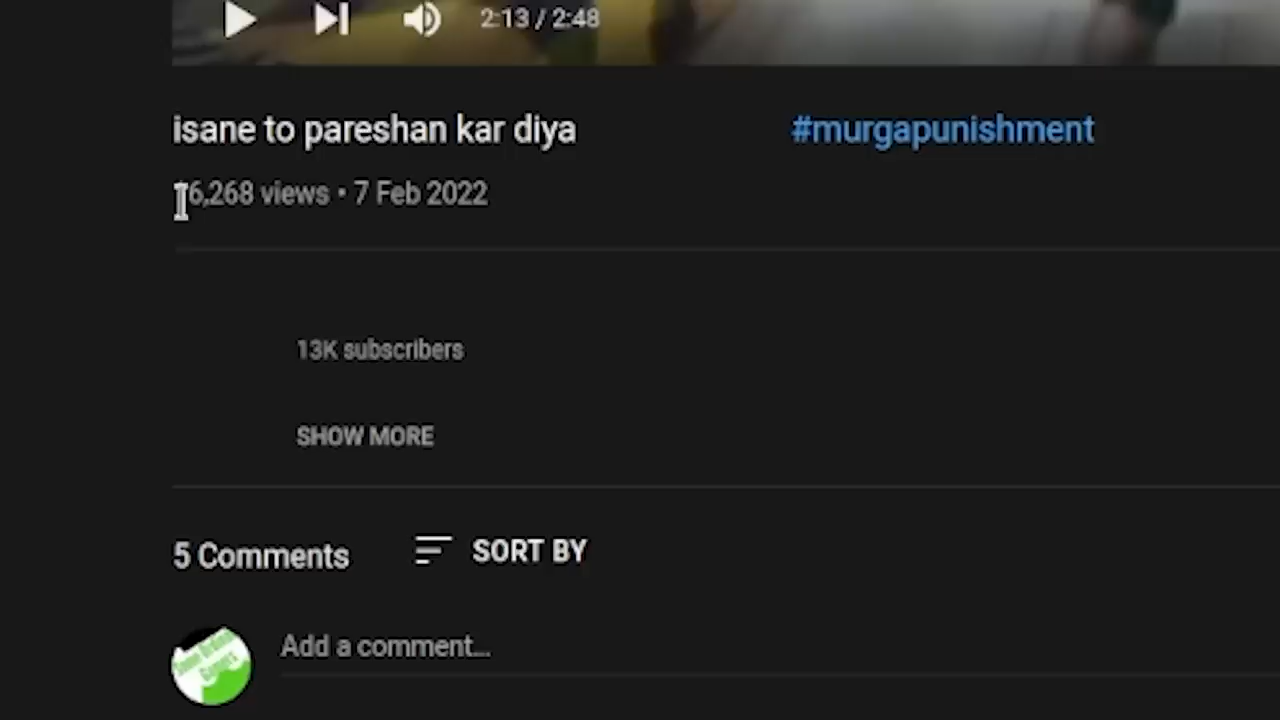 2:13 / 2:48
isane to pareshan kar diya #murgapunishment
6,268 views • 7 Feb 2022
13K subscribers
SHOW MORE
5 Comments SORT BY
Add a comment...